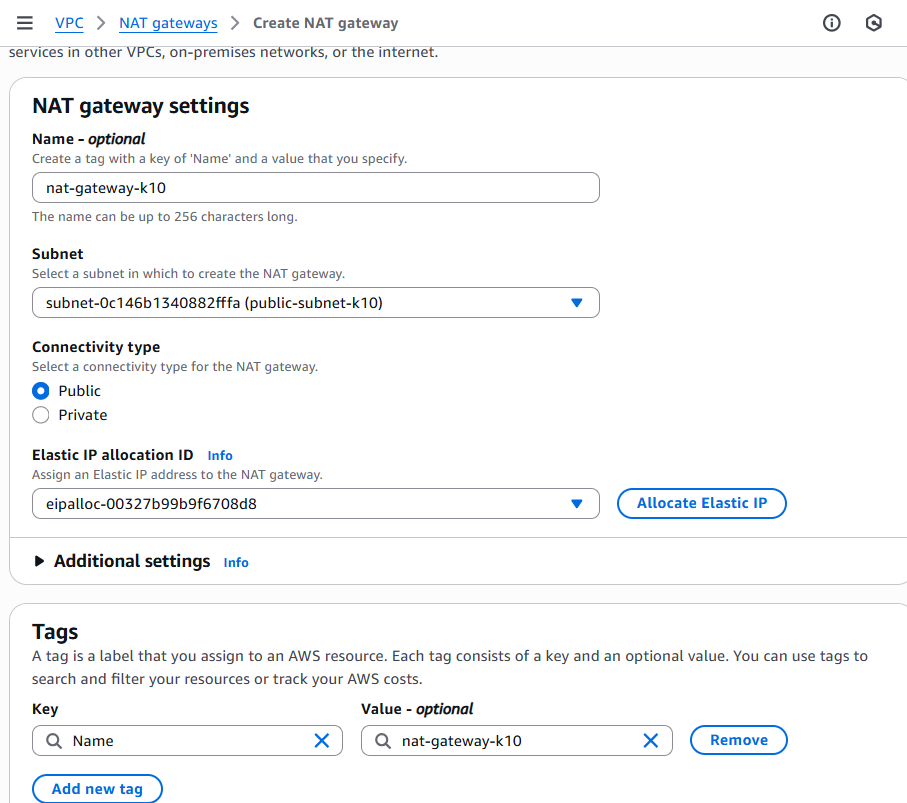 VPC > NAT gateways > Create NAT gateway
services in other VPCs, on-premises networks, or the internet.
NAT gateway settings
Name - optional
Create a tag with a key of 'Name' and a value that you specify.
nat-gateway-k10
The name can be up to 256 characters long.
Subnet
Select a subnet in which to create the NAT gateway.
subnet-0c146b1340882fffa (public-subnet-k10)
Connectivity type
Select a connectivity type for the NAT gateway.
Public
Private
Elastic IP allocation ID Info
Assign an Elastic IP address to the NAT gateway.
eipalloc-00327b99b9f6708d8 Allocate Elastic IP
Additional settings Info
Tags
A tag is a label that you assign to an AWS resource. Each tag consists of a key and an optional value. You can use tags to
search and filter your resources or track your AWS costs.
Key Value - optional
Name nat-gateway-k10 Remove
Add new tag